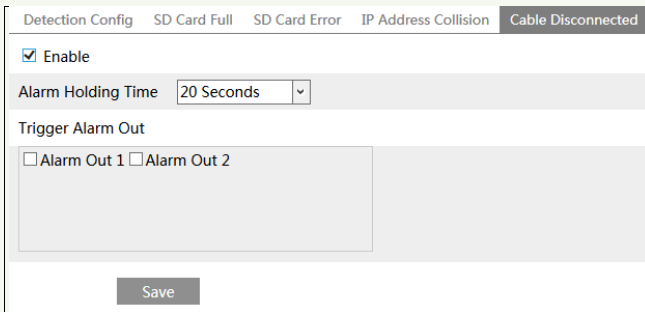 Detection Config SD Card Full SD Card Error IP Address Collision Cable Disconnected
Enable
Alarm Holding Time 20 Seconds
Trigger Alarm Out
Alarm Out 1 Alarm Out 2
Save